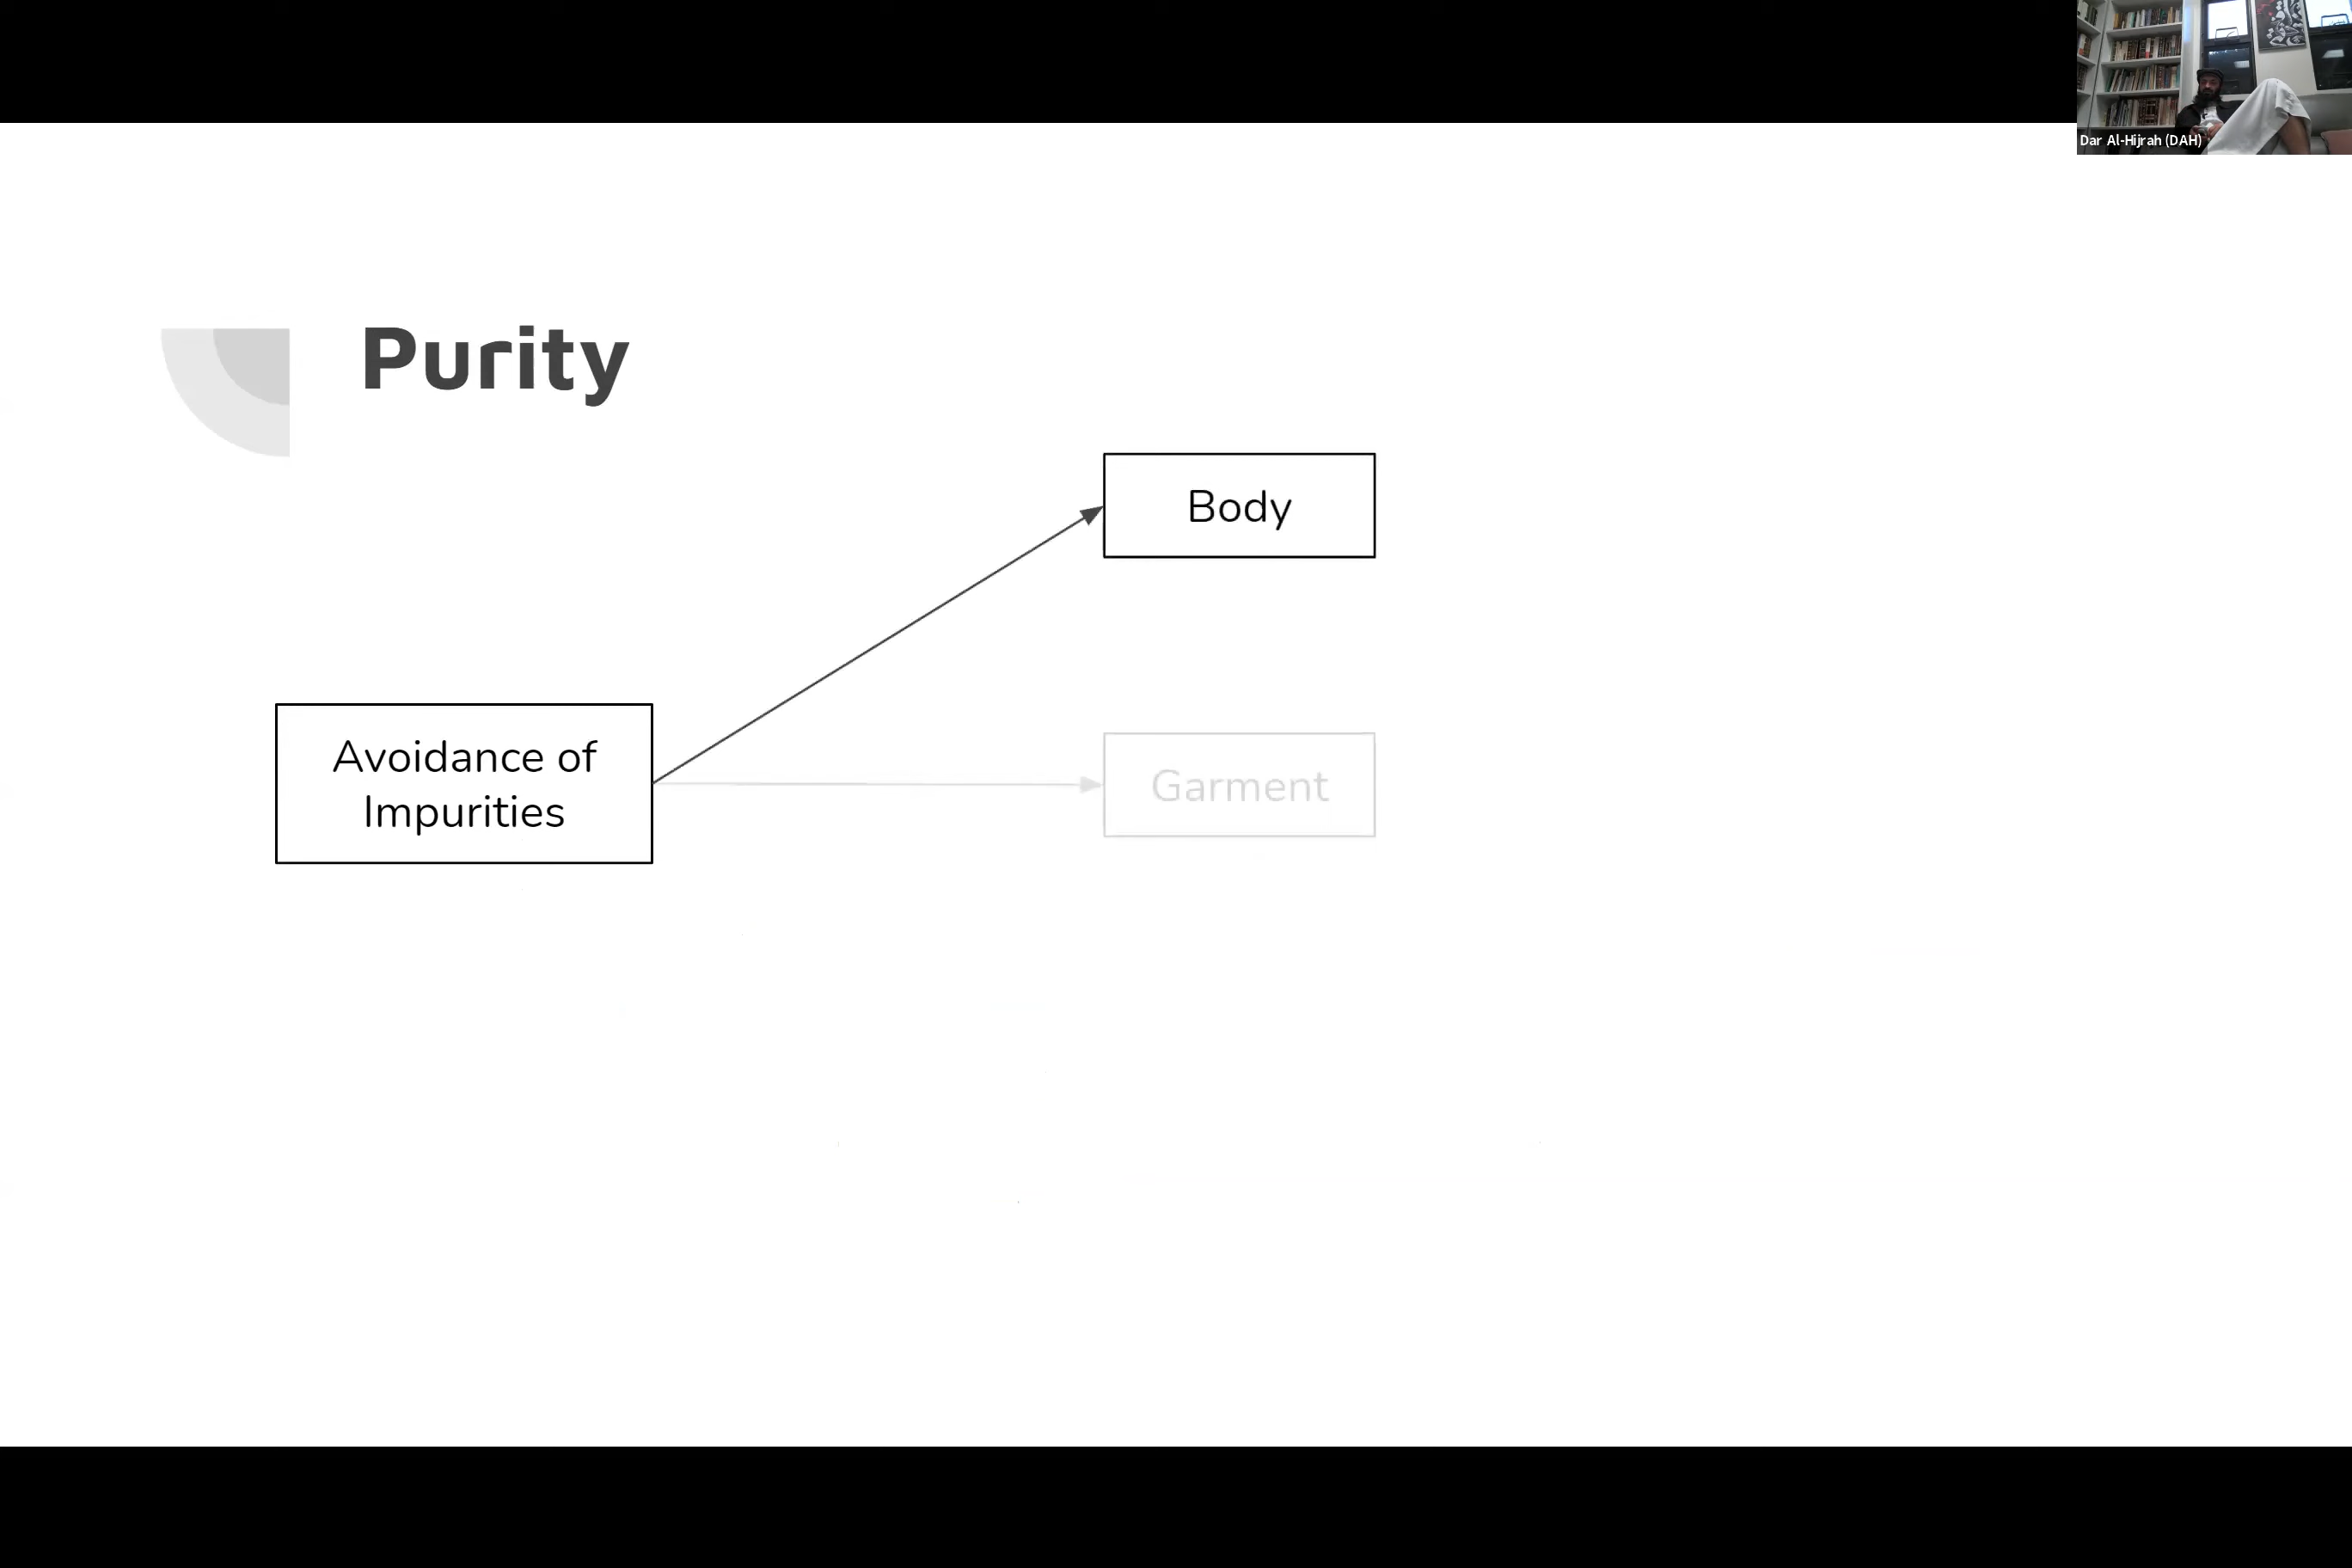 Dar Al-Hijrah (DAH)
Purity
Body
Avoidance of
Impurities
Garment